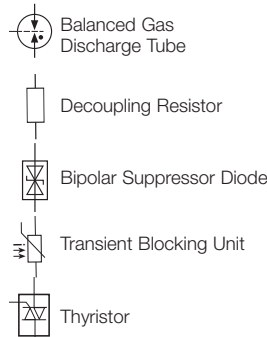 Balanced Gas
Discharge Tube
Decoupling Resistor
Bipolar Suppressor Diode
Transient Blocking Unit
Thyristor